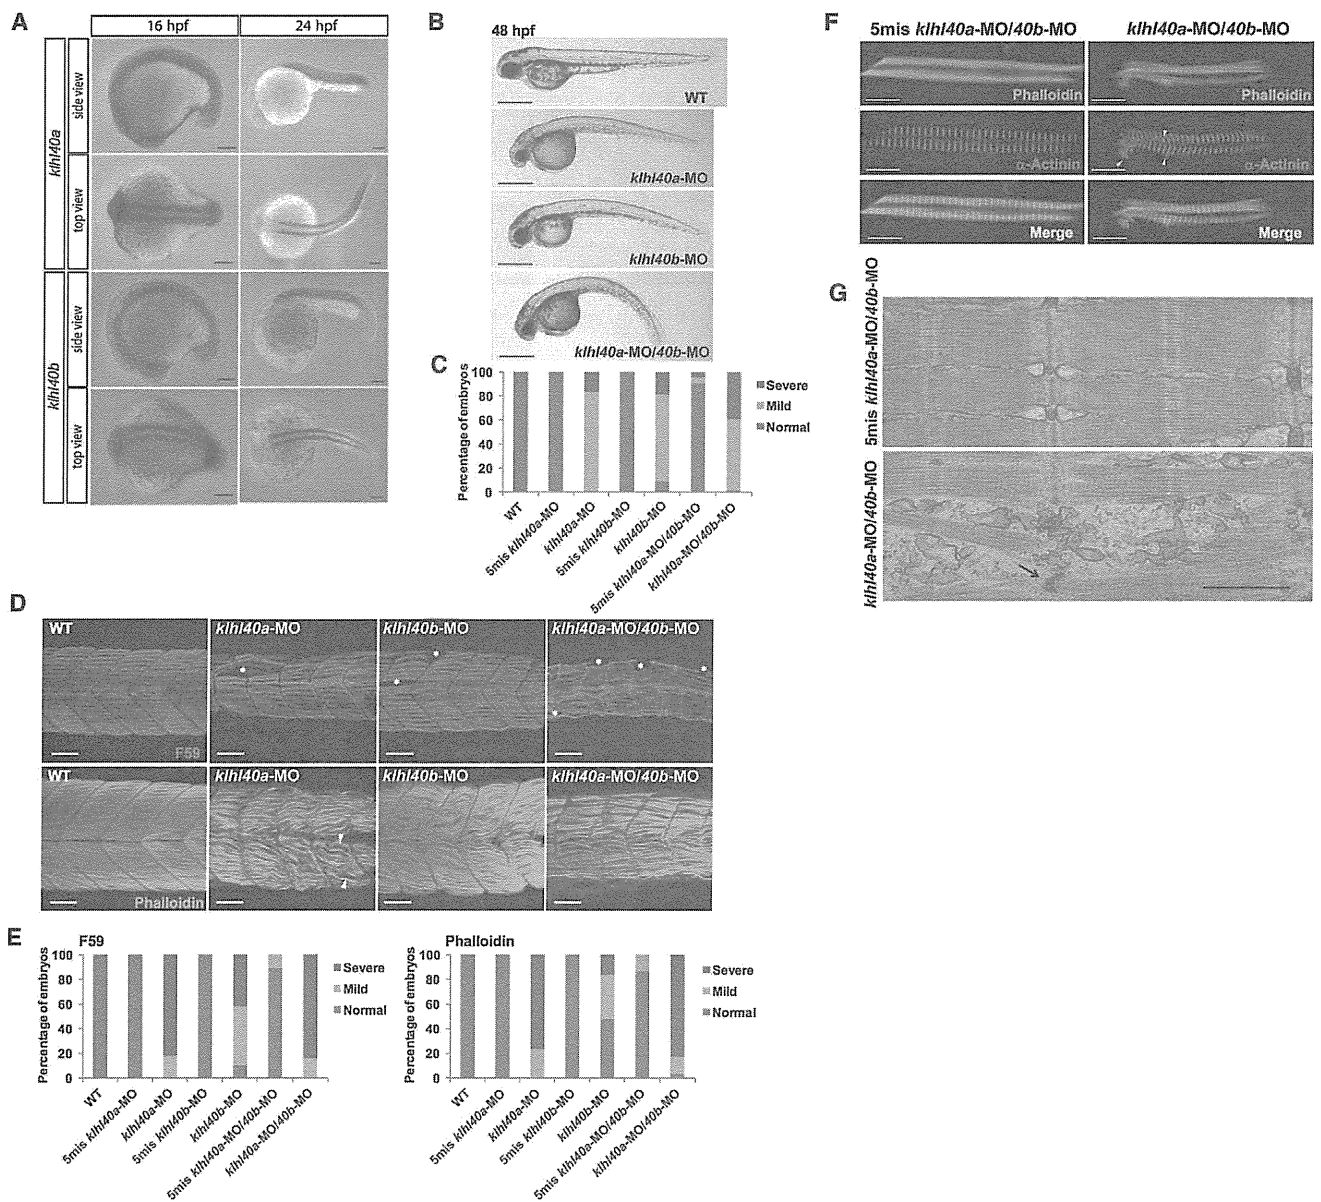 A
16 hpf
24 hpf
klhl40a
side view
top view
klhl40b
side view
top view
B
48 hpf
WT
klhl40a-MO
klhl40b-MO
klhl40a-MO/40b-MO
C
Percentage of embryos
100
80
60
40
20
0
Severe
Mild
Normal
WT
5mis klhl40a-MO
klhl40a-MO
5mis klhl40b-MO
klhl40b-MO
5mis klhl40a-MO/40b-MO
klhl40a-MO/40b-MO
D
WT
klhl40a-MO
klhl40b-MO
klhl40a-MO/40b-MO
F59
WT
klhl40a-MO
klhl40b-MO
klhl40a-MO/40b-MO
Phalloidin
E
F59
Percentage of embryos
100
80
60
40
20
0
Severe
Mild
Normal
WT
5mis klhl40a-MO
klhl40a-MO
5mis klhl40b-MO
klhl40b-MO
5mis klhl40a-MO/40b-MO
klhl40a-MO/40b-MO
Phalloidin
Percentage of embryos
100
80
60
40
20
0
Severe
Mild
Normal
WT
5mis klhl40a-MO
klhl40a-MO
5mis klhl40b-MO
klhl40b-MO
5mis klhl40a-MO/40b-MO
klhl40a-MO/40b-MO
F
5mis klhl40a-MO/40b-MO
klhl40a-MO/40b-MO
Phalloidin
Phalloidin
α-Actinin
α-Actinin
Merge
Merge
G
5mis klhl40a-MO/40b-MO
klhl40a-MO/40b-MO